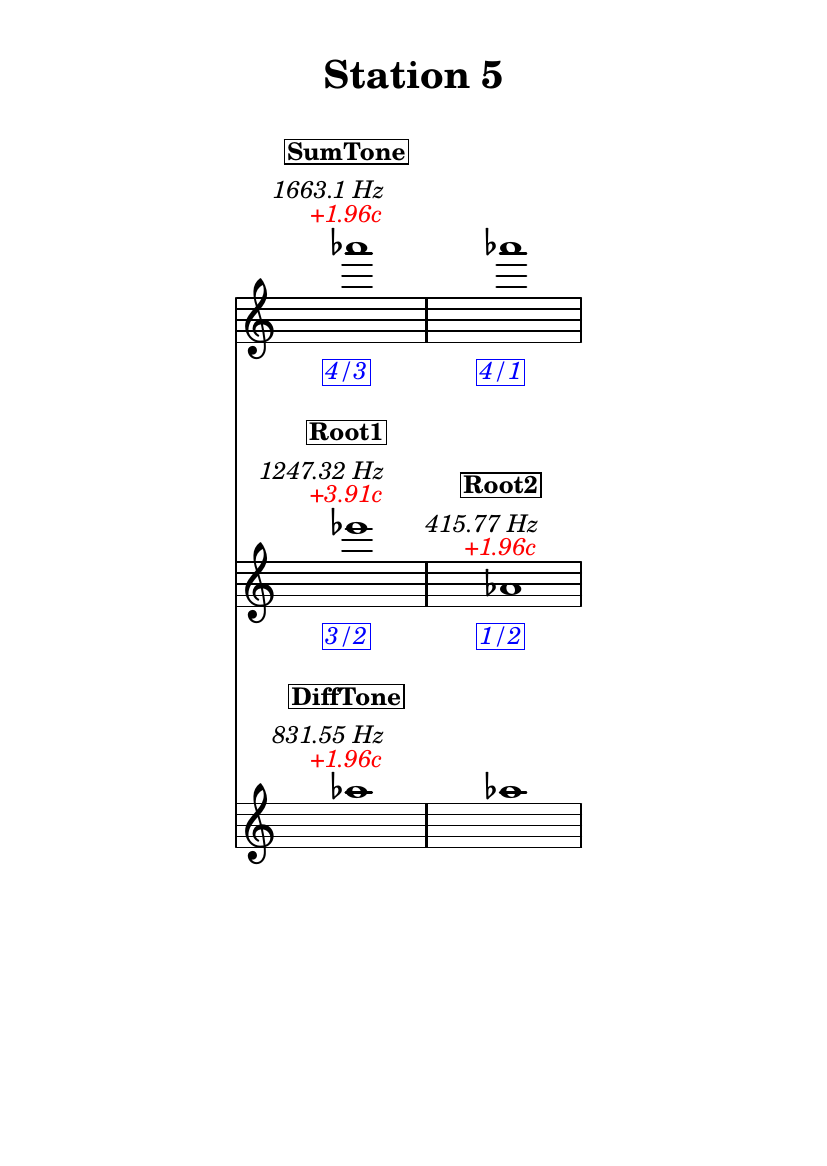 Station 5
SumTone
1663.1 Hz
+1.96c
4/3
4/1
Root1
1247.32 Hz
+3.91c
Root2
415.77 Hz
+1.96c
3/2
1/2
DiffTone
831.55 Hz
+1.96c